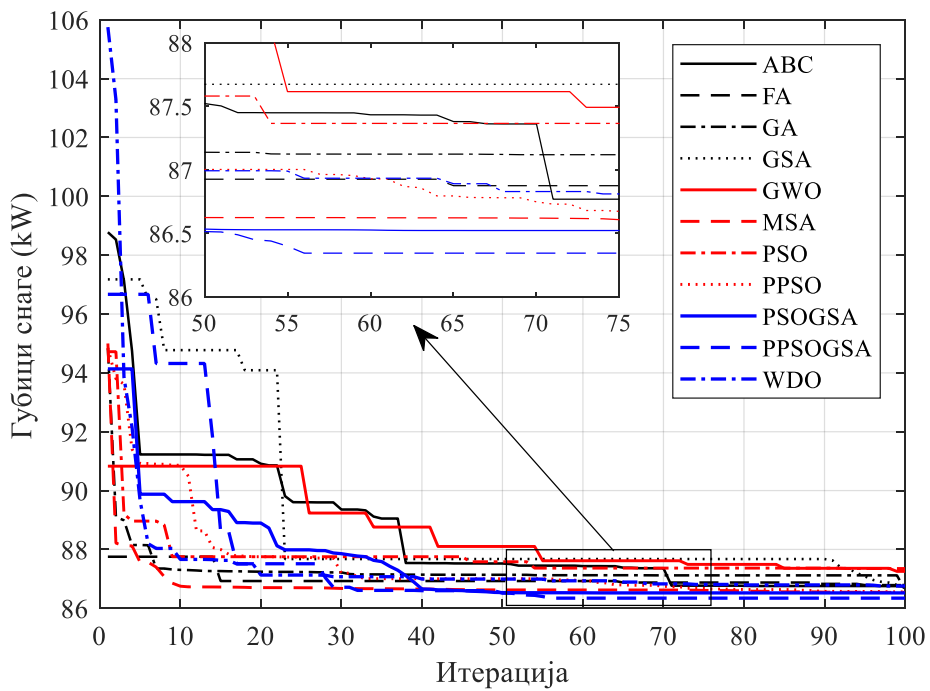 Губици снаге (kW)
106
104
102
100
98
96
94
92
90
88
86
0 10 20 30 40 50 60 70 80 90 100
Итерација
88
87.5
87
86.5
86
50 55 60 65 70 75
ABC
FA
GA
GSA
GWO
MSA
PSO
PPSO
PSOGSA
PPSOGSA
WDO